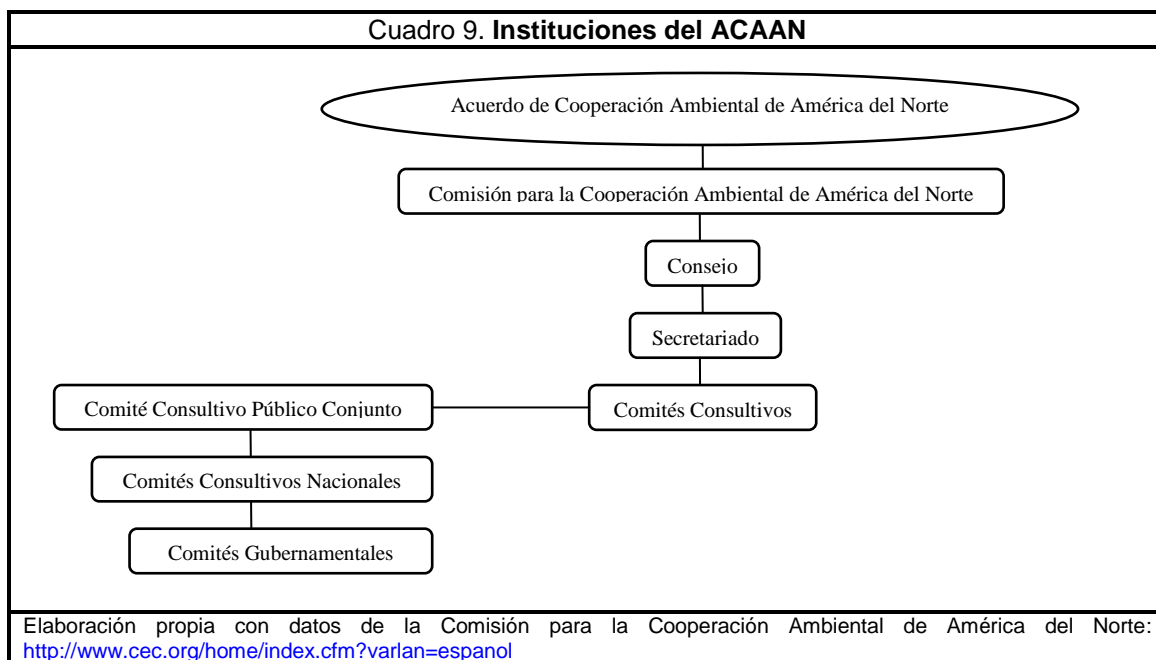 Cuadro 9. Instituciones del ACAAN
Acuerdo de Cooperación Ambiental de América del Norte
Comisión para la Cooperación Ambiental de América del Norte
Consejo
Secretariado
Comité Consultivo Público Conjunto
Comités Consultivos
Comités Consultivos Nacionales
Comités Gubernamentales
Elaboración propia con datos de la Comisión para la Cooperación Ambiental de América del Norte:
http://www.cec.org/home/index.cfm?varlan=espanol